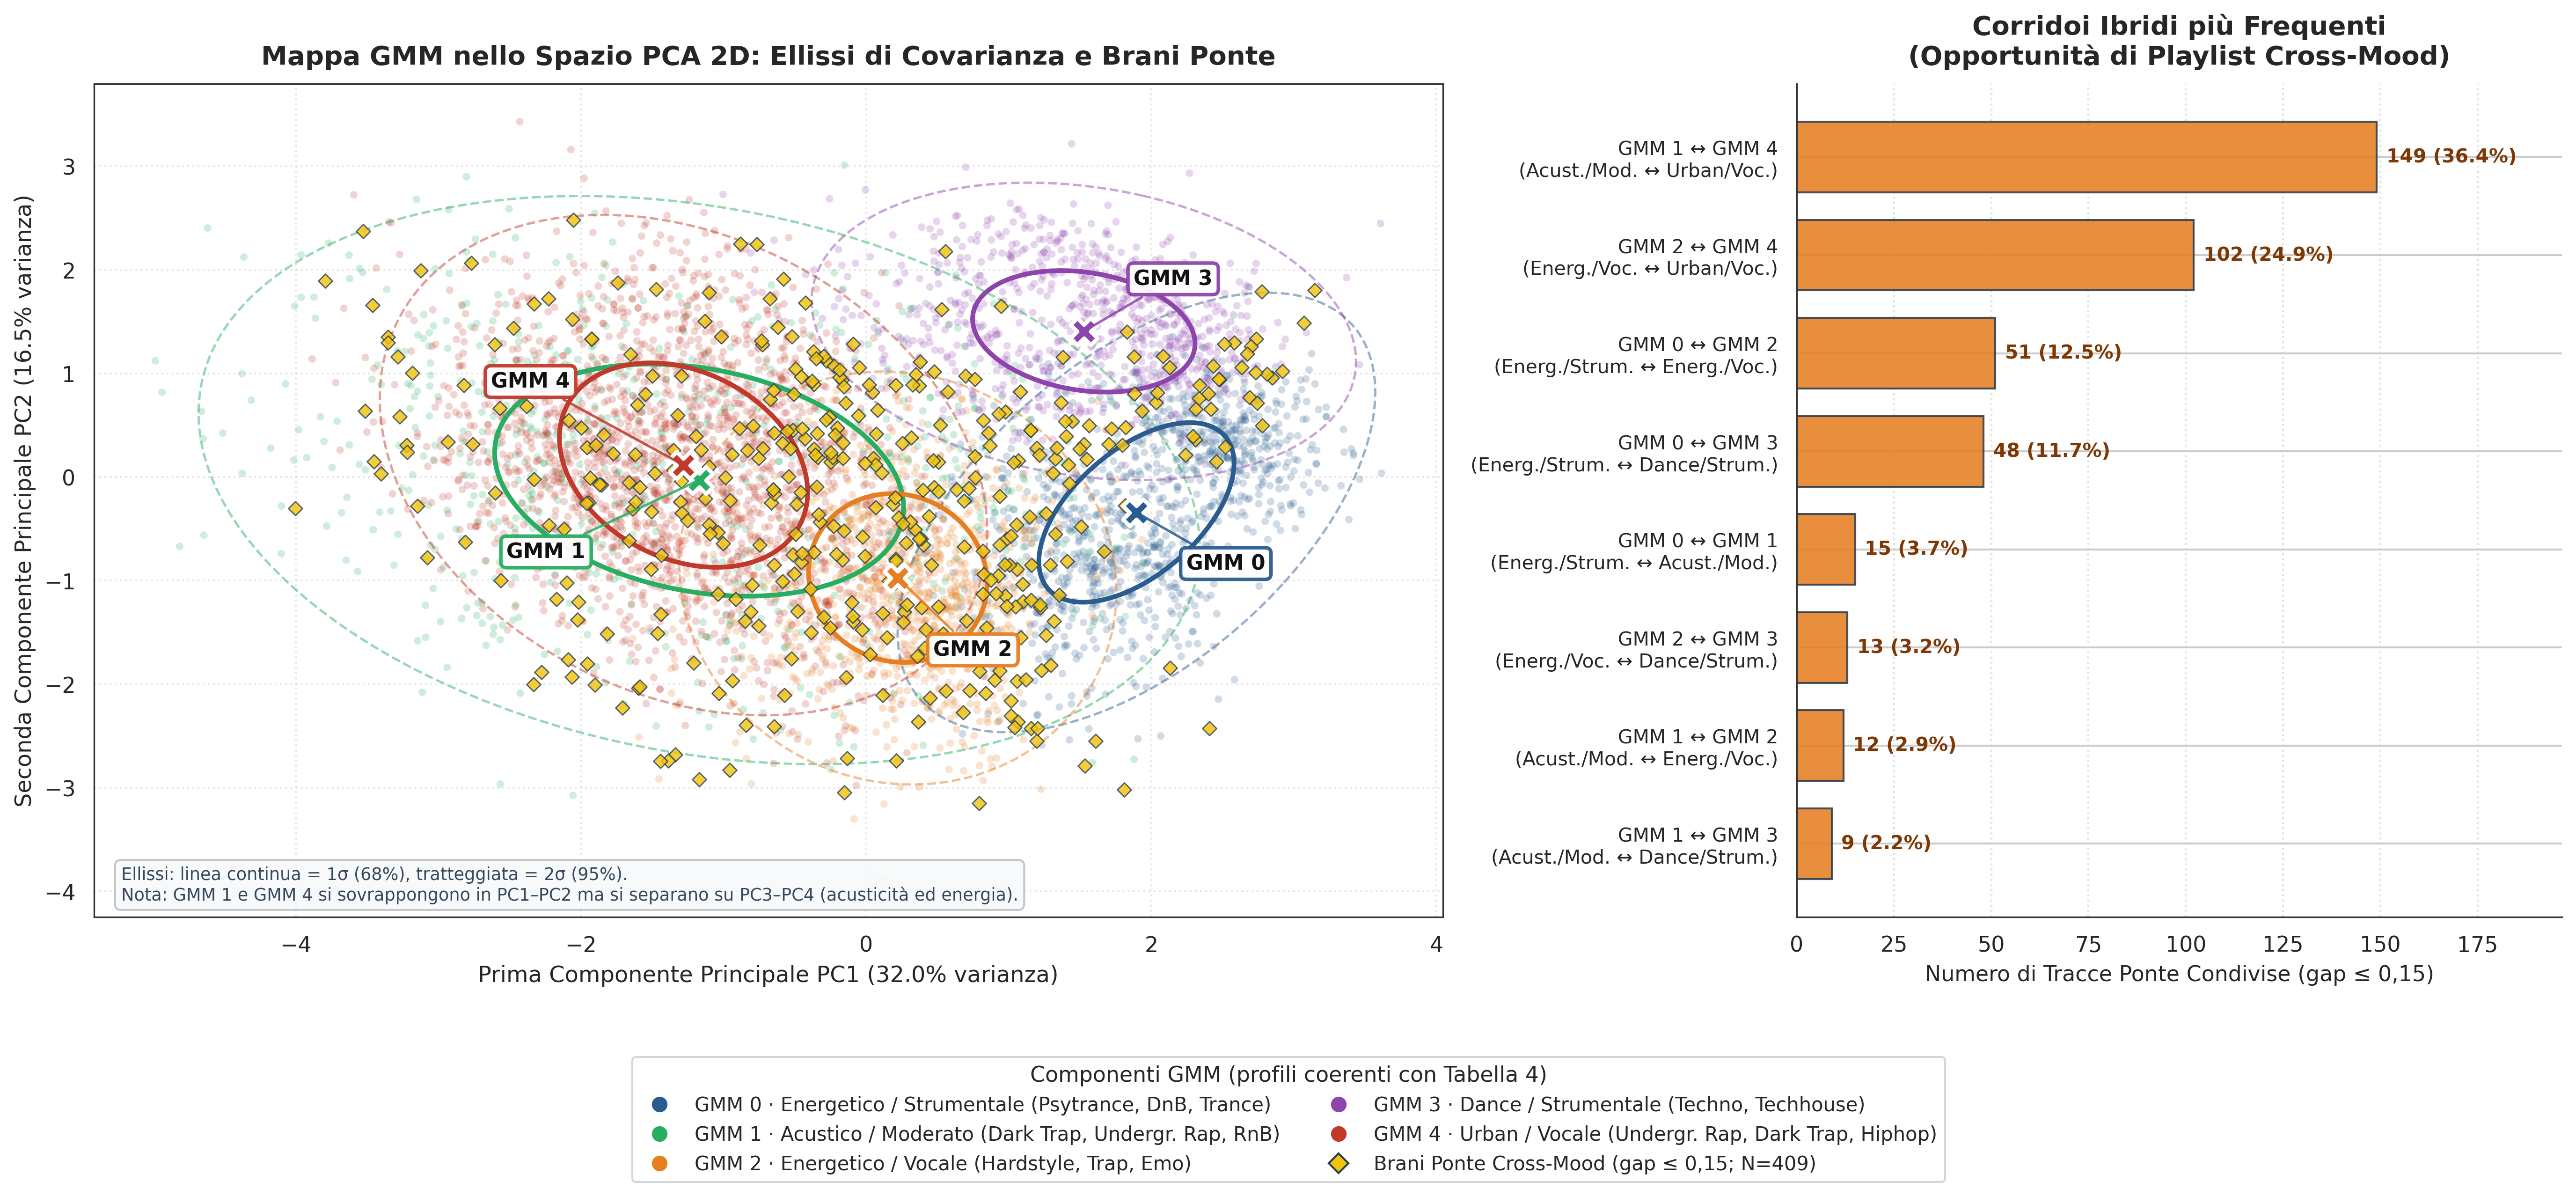 Mappa GMM nello Spazio PCA 2D: Ellissi di Covarianza e Brani Ponte
Seconda Componente Principale PC2 (16.5% varianza)
3
2
1
0
−1
−2
−3
−4
GMM 3
GMM 4
GMM 1
GMM 0
GMM 2
Ellissi: linea continua = 1σ (68%), tratteggiata = 2σ (95%).
Nota: GMM 1 e GMM 4 si sovrappongono in PC1–PC2 ma si separano su PC3–PC4 (acusticità ed energia).
−4
−2
0
2
4
Prima Componente Principale PC1 (32.0% varianza)
Corridoi Ibridi più Frequenti
(Opportunità di Playlist Cross-Mood)
GMM 1 ↔ GMM 4
(Acust./Mod. ↔ Urban/Voc.)
149 (36.4%)
GMM 2 ↔ GMM 4
(Energ./Voc. ↔ Urban/Voc.)
102 (24.9%)
GMM 0 ↔ GMM 2
(Energ./Strum. ↔ Energ./Voc.)
51 (12.5%)
GMM 0 ↔ GMM 3
(Energ./Strum. ↔ Dance/Strum.)
48 (11.7%)
GMM 0 ↔ GMM 1
(Energ./Strum. ↔ Acust./Mod.)
15 (3.7%)
GMM 2 ↔ GMM 3
(Energ./Voc. ↔ Dance/Strum.)
13 (3.2%)
GMM 1 ↔ GMM 2
(Acust./Mod. ↔ Energ./Voc.)
12 (2.9%)
GMM 1 ↔ GMM 3
(Acust./Mod. ↔ Dance/Strum.)
9 (2.2%)
0
25
50
75
100
125
150
175
Numero di Tracce Ponte Condivise (gap ≤ 0,15)
Componenti GMM (profili coerenti con Tabella 4)
GMM 0 · Energetico / Strumentale (Psytrance, DnB, Trance)
GMM 1 · Acustico / Moderato (Dark Trap, Undergr. Rap, RnB)
GMM 2 · Energetico / Vocale (Hardstyle, Trap, Emo)
GMM 3 · Dance / Strumentale (Techno, Techhouse)
GMM 4 · Urban / Vocale (Undergr. Rap, Dark Trap, Hiphop)
Brani Ponte Cross-Mood (gap ≤ 0,15; N=409)